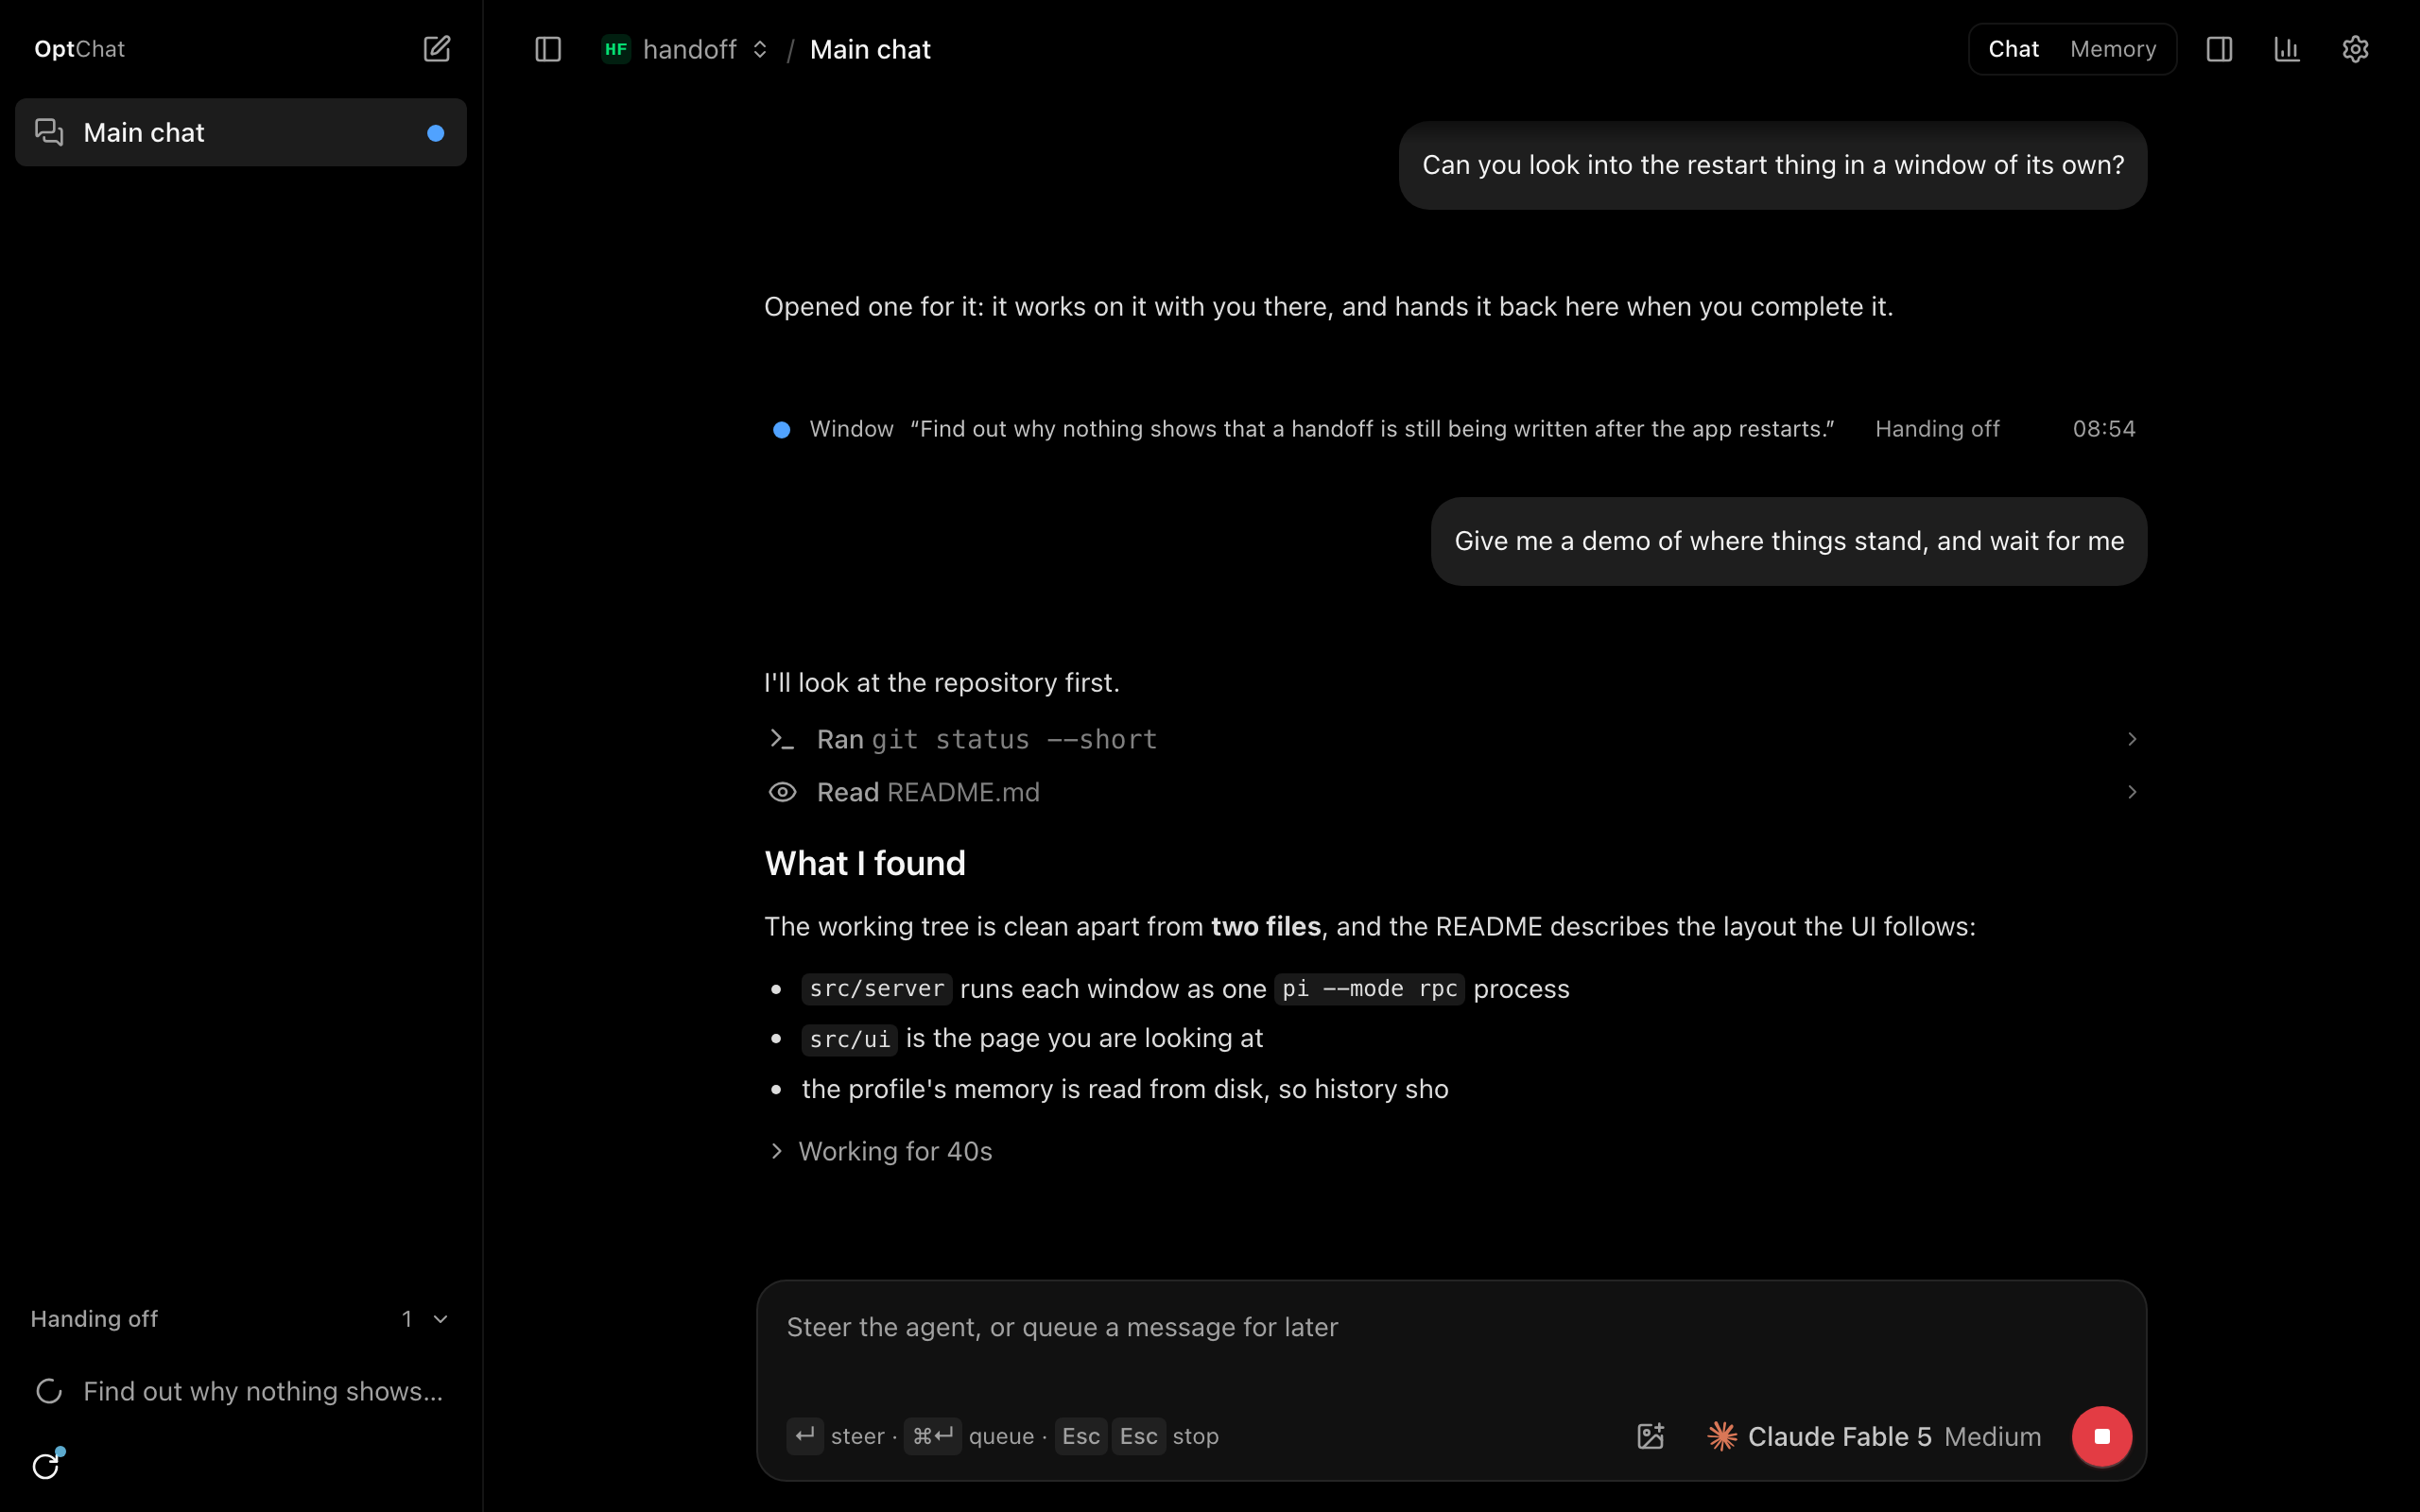 OptChat
Main chat
HF handoff / Main chat
Chat Memory
Can you look into the restart thing in a window of its own?
Opened one for it: it works on it with you there, and hands it back here when you complete it.
Window “Find out why nothing shows that a handoff is still being written after the app restarts.” Handing off 08:54
Give me a demo of where things stand, and wait for me
I'll look at the repository first.
Ran git status --short
Read README.md
What I found
The working tree is clean apart from two files, and the README describes the layout the UI follows:
• src/server runs each window as one pi --mode rpc process
• src/ui is the page you are looking at
• the profile's memory is read from disk, so history sho
Working for 40s
Handing off 1
Find out why nothing shows...
Steer the agent, or queue a message for later
↵ steer · ⌘↵ queue · Esc Esc stop
Claude Fable 5 Medium